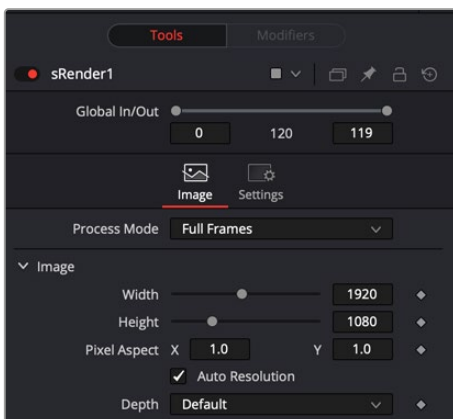 Tools Modifiers
sRender1
Global In/Out
0 120 119
Image Settings
Process Mode Full Frames
Image
Width 1920
Height 1080
Pixel Aspect X 1.0 Y 1.0
Auto Resolution
Depth Default